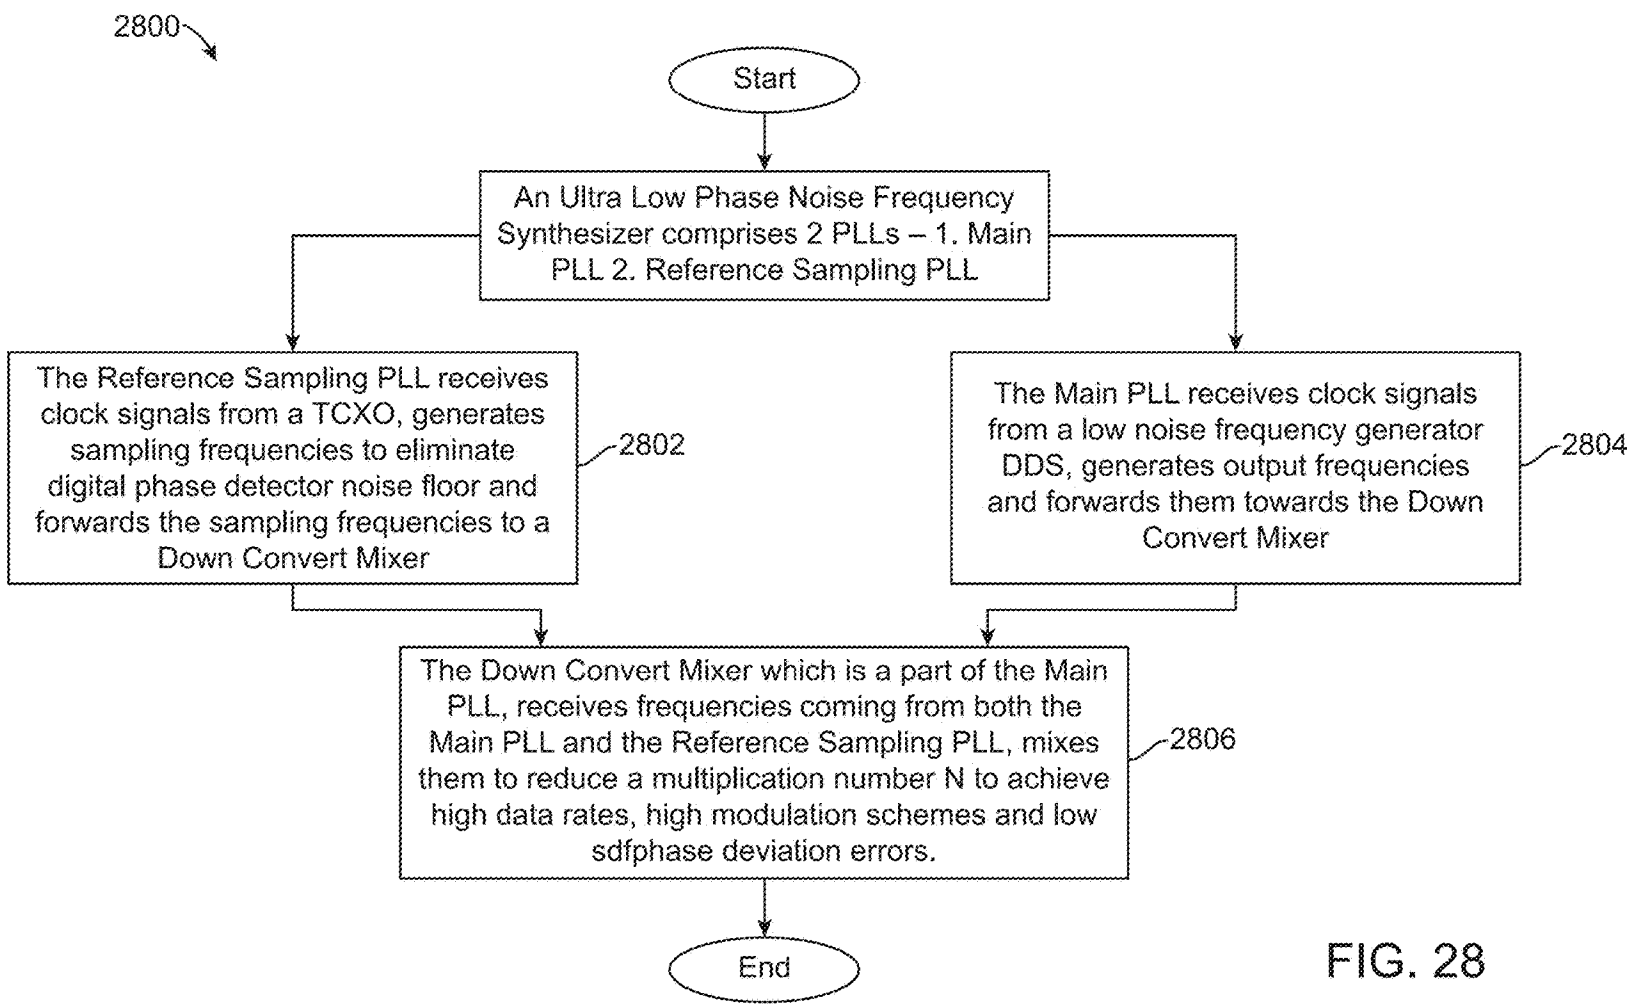 2800
Start
An Ultra Low Phase Noise Frequency
Synthesizer comprises 2 PLLs – 1. Main
PLL 2. Reference Sampling PLL
The Reference Sampling PLL receives
clock signals from a TCXO, generates
sampling frequencies to eliminate
digital phase detector noise floor and
forwards the sampling frequencies to a
Down Convert Mixer
2802
The Main PLL receives clock signals
from a low noise frequency generator
DDS, generates output frequencies
and forwards them towards the Down
Convert Mixer
2804
The Down Convert Mixer which is a part of the Main
PLL, receives frequencies coming from both the
Main PLL and the Reference Sampling PLL, mixes
them to reduce a multiplication number N to achieve
high data rates, high modulation schemes and low
sdfphase deviation errors.
2806
End
FIG. 28